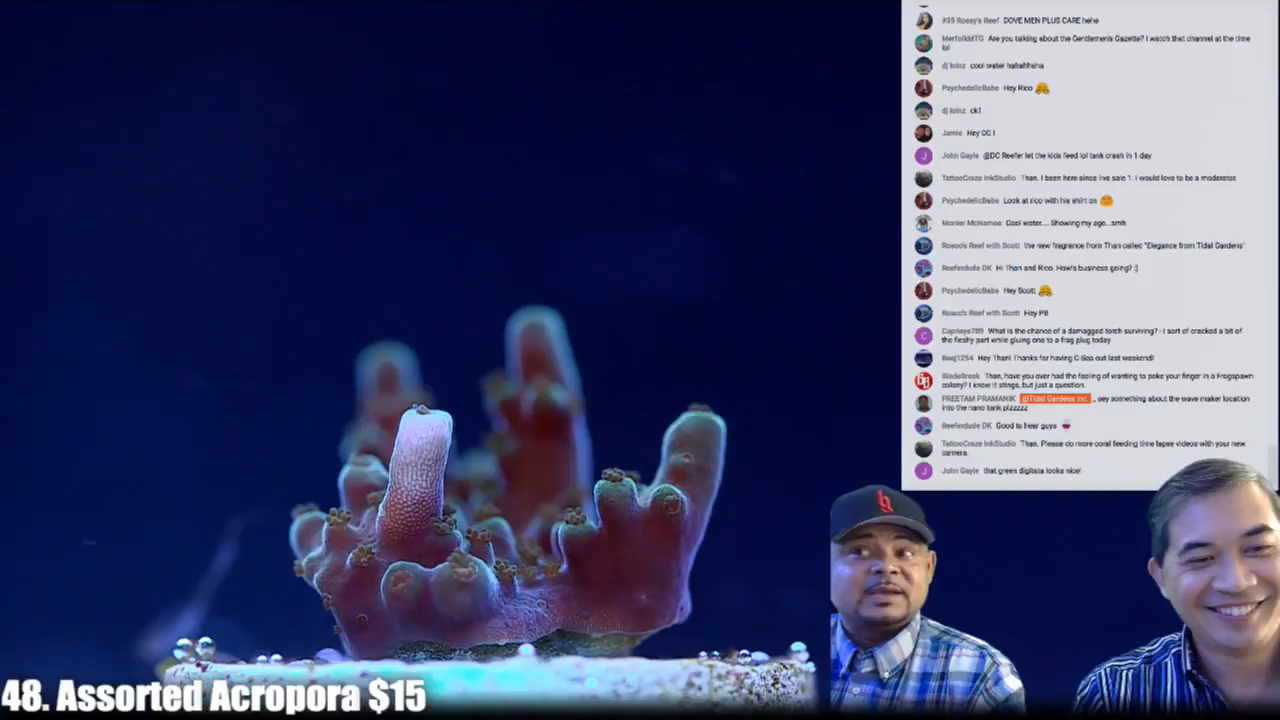 #35 Rossy's Reef DOVE MEN PLUS CARE hehe
MerfolkMTG Are you talking about the Gentlemen's Gazette? I watch that channel at the time
lol
dj loinz cool water hahahhaha
PsychedelicBabe Hey Rico
dj loinz ck1
Jamie Hey DC !
J John Gayle @DC Reefer let the kids feed lol tank crash in 1 day
TattooCraze InkStudio Than. I been here since live sale 1. I would love to be a moderator.
PsychedelicBabe Look at rico with his shirt on
Monier McNamee Cool water.... Showing my age...smh
Rosco's Reef with Scott the new fragrance from Than called "Elegance from Tidal Gardens"
Reeferdude DK Hi Than and Rico. How's business going? :)
PsychedelicBabe Hey Scott
Rosco's Reef with Scott Hey PB
C Caprieye789 What is the chance of a damagged torch surviving? - I sort of cracked a bit of
the fleshy part while gluing one to a frag plug today
Beej1254 Hey Than! Thanks for having C-Sea out last weekend!
Than, have you ever had the feeling of wanting to poke your finger in a Frogspawn
colony? I know it stings, but just a question.
PREETAM PRAMANIK @Tidal Gardens Inc. , sey something about the wave maker location
into the nano tank plzzzzz
Reeferdude DK Good to hear guys
TattooCraze InkStudio Than. Please do more coral feeding time lapse videos with your new
camera.
J John Gayle that green digitata looks nice!
48. Assorted Acropora $15